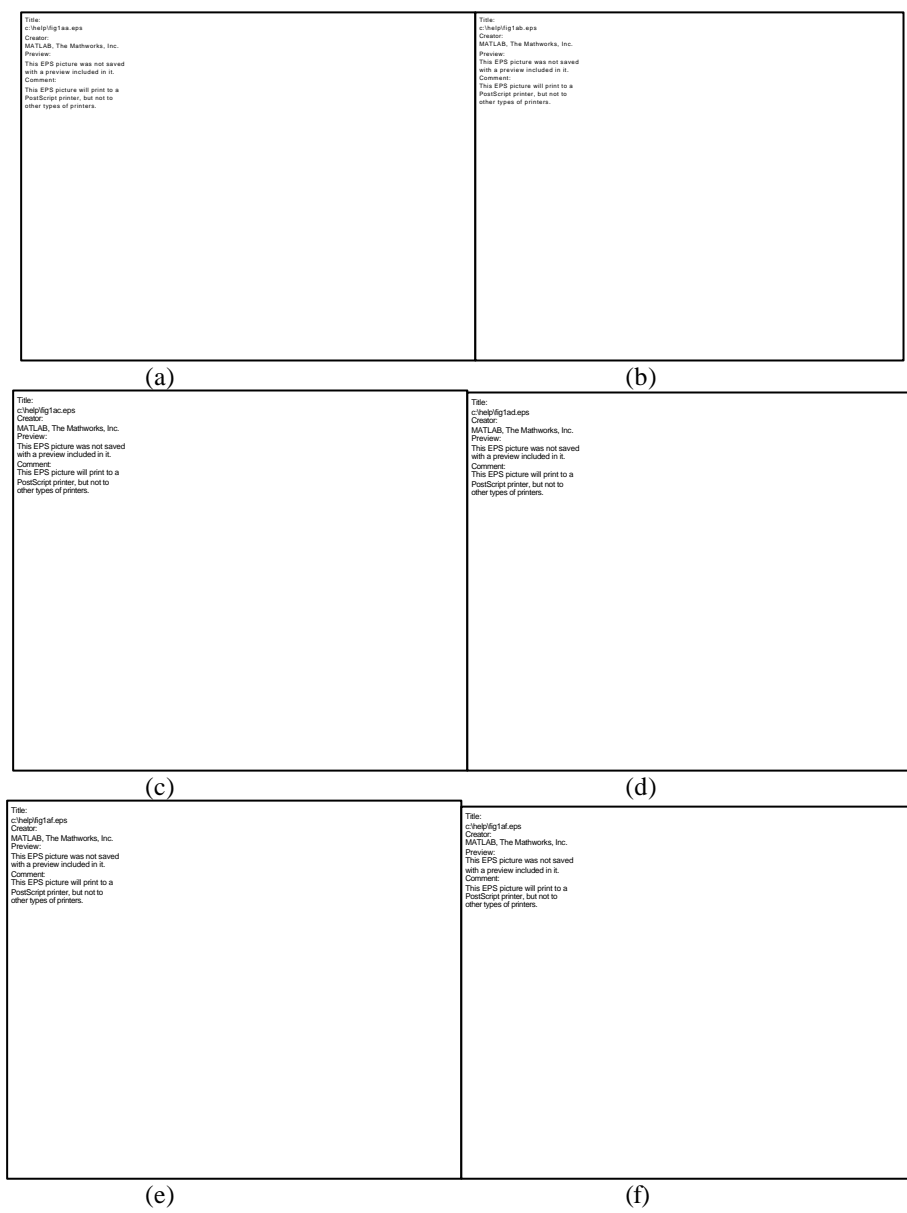 Title:
c:\help\fig1aa.eps
Creator:
MATLAB, The Mathworks, Inc.
Preview:
This EPS picture was not saved
with a preview included in it.
Comment:
This EPS picture will print to a
PostScript printer, but not to
other types of printers.
Title:
c:\help\fig1ab.eps
Creator:
MATLAB, The Mathworks, Inc.
Preview:
This EPS picture was not saved
with a preview included in it.
Comment:
This EPS picture will print to a
PostScript printer, but not to
other types of printers.
(a)
(b)
Title:
c:\help\fig1ac.eps
Creator:
MATLAB, The Mathworks, Inc.
Preview:
This EPS picture was not saved
with a preview included in it.
Comment:
This EPS picture will print to a
PostScript printer, but not to
other types of printers.
Title:
c:\help\fig1ad.eps
Creator:
MATLAB, The Mathworks, Inc.
Preview:
This EPS picture was not saved
with a preview included in it.
Comment:
This EPS picture will print to a
PostScript printer, but not to
other types of printers.
(c)
(d)
Title:
c:\help\fig1af.eps
Creator:
MATLAB, The Mathworks, Inc.
Preview:
This EPS picture was not saved
with a preview included in it.
Comment:
This EPS picture will print to a
PostScript printer, but not to
other types of printers.
Title:
c:\help\fig1af.eps
Creator:
MATLAB, The Mathworks, Inc.
Preview:
This EPS picture was not saved
with a preview included in it.
Comment:
This EPS picture will print to a
PostScript printer, but not to
other types of printers.
(e)
(f)